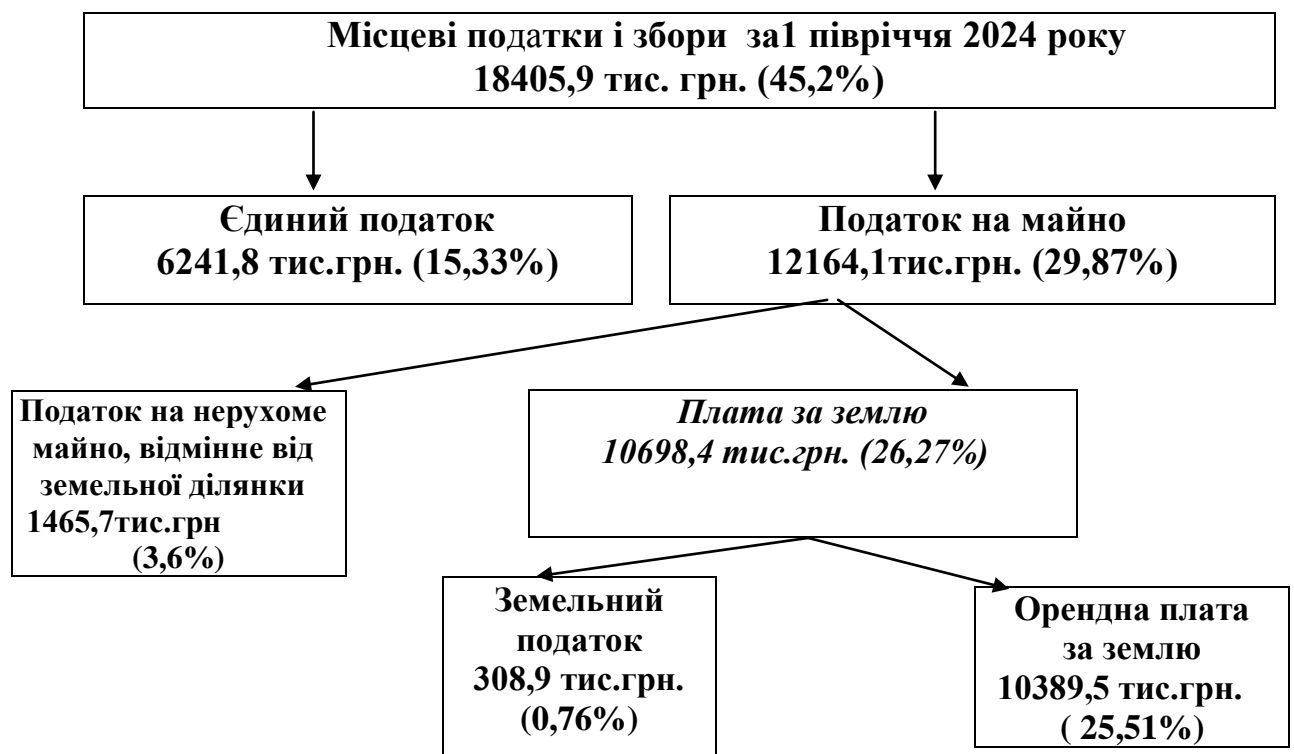 Місцеві податки і збори за1 півріччя 2024 року
18405,9 тис. грн. (45,2%)
Єдиний податок
6241,8 тис.грн. (15,33%)
Податок на майно
12164,1тис.грн. (29,87%)
Податок на нерухоме
майно, відмінне від
земельної ділянки
1465,7тис.грн
(3,6%)
Плата за землю
10698,4 тис.грн. (26,27%)
Земельний
податок
308,9 тис.грн.
(0,76%)
Орендна плата
за землю
10389,5 тис.грн.
( 25,51%)